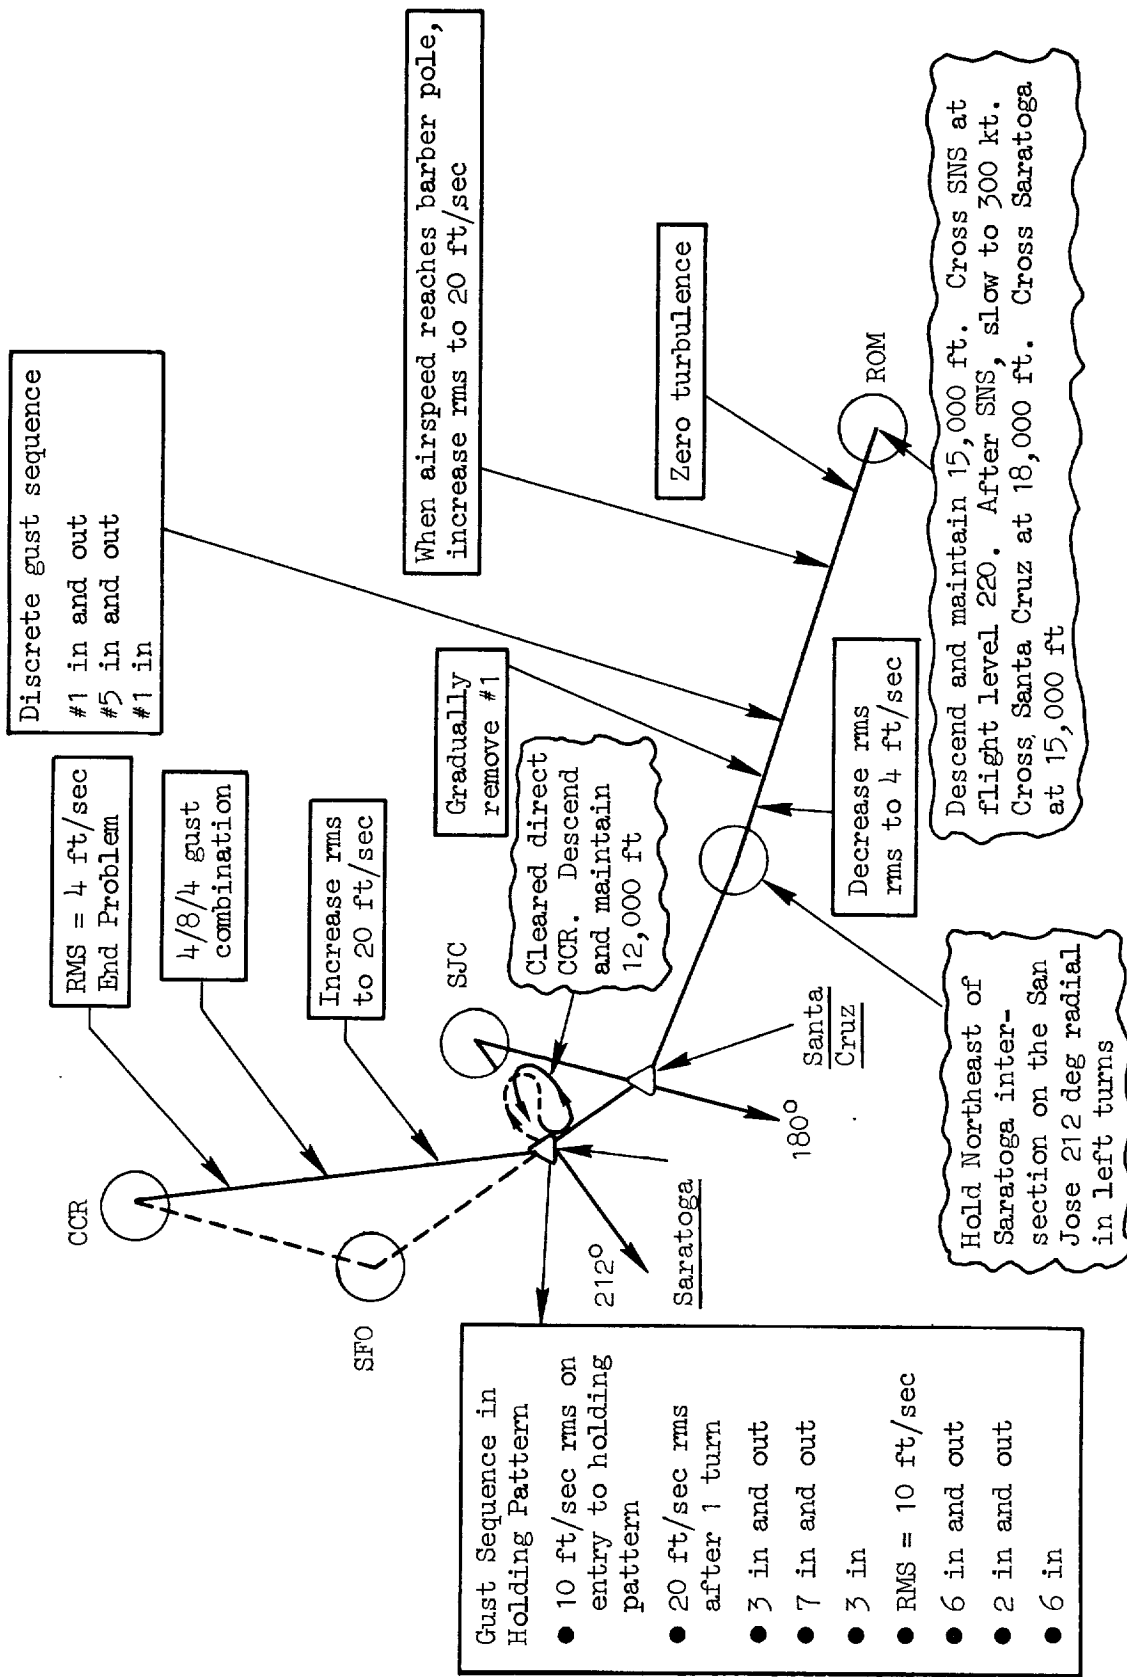 Discrete gust sequence
#1 in and out
#5 in and out
#1 in
RMS = 4 ft/sec
End Problem
4/8/4 gust
combination
Increase rms
to 20 ft/sec
When airspeed reaches barber pole,
increase rms to 20 ft/sec
Gradually
remove #1
Zero turbulence
CCR
SFO
SJC
Cleared direct
CCR. Descend
and maintain
12,000 ft
ROM
212°
Saratoga
180°
Santa
Cruz
Decrease rms
rms to 4 ft/sec
Gust Sequence in
Holding Pattern
● 10 ft/sec rms on
entry to holding
pattern
● 20 ft/sec rms
after 1 turn
● 3 in and out
● 7 in and out
● 3 in
● RMS = 10 ft/sec
● 6 in and out
● 2 in and out
● 6 in
Hold Northeast of
Saratoga inter-
section on the San
Jose 212 deg radial
in left turns
Descend and maintain 15,000 ft. Cross SNS at
flight level 220. After SNS, slow to 300 kt.
Cross Santa Cruz at 18,000 ft. Cross Saratoga
at 15,000 ft